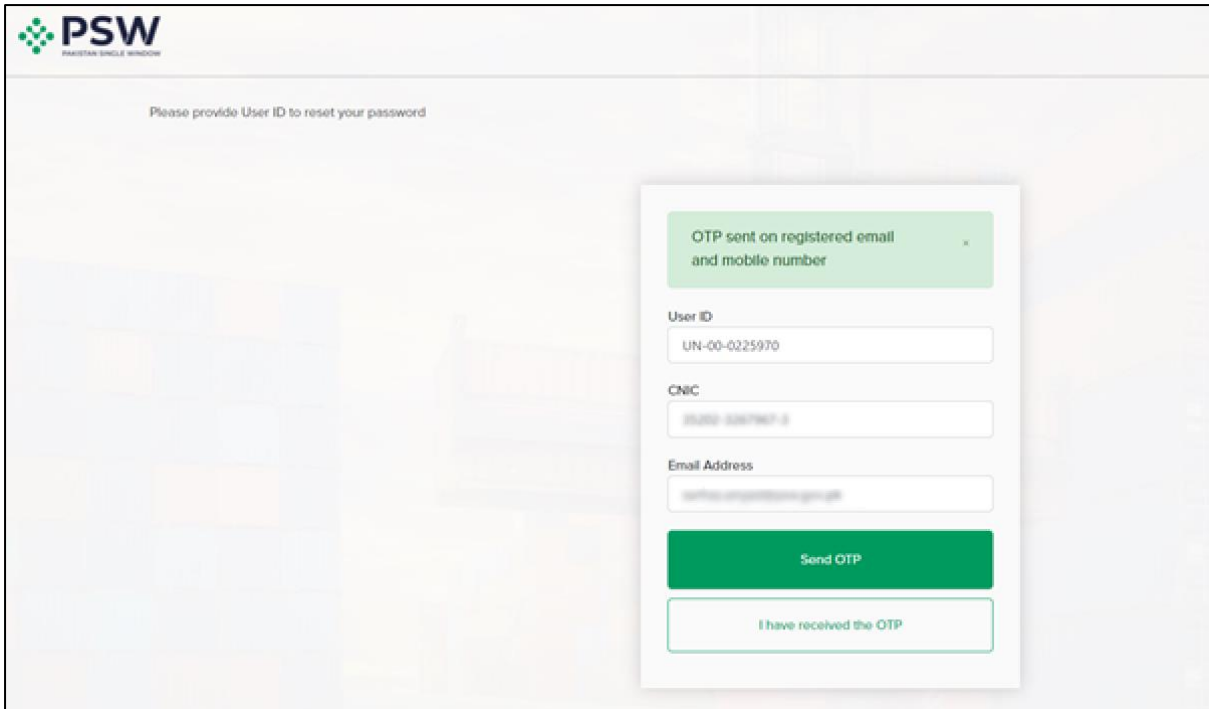 PSW
PAKISTAN SINGLE WINDOW
Please provide User ID to reset your password
OTP sent on registered email
and mobile number
×
User ID
UN-00-0225970
CNIC
Email Address
Send OTP
I have received the OTP